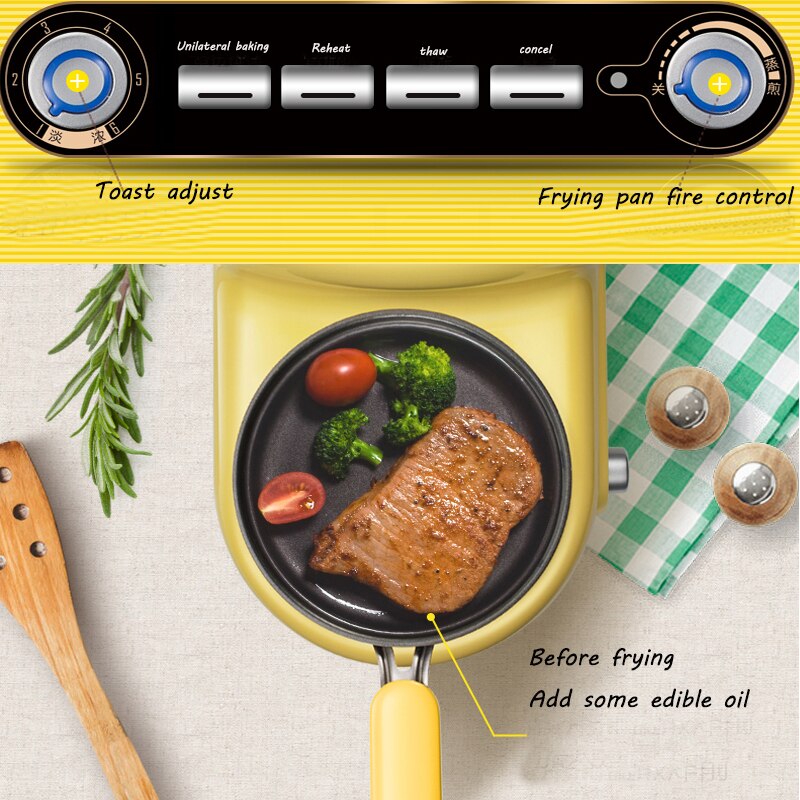 Unilateral baking
Reheat
thaw
concel
3
4
2
5
1
淡
浓
6
关
蒸
煎
Toast adjust
Frying pan fire control
Before frying
Add some edible oil